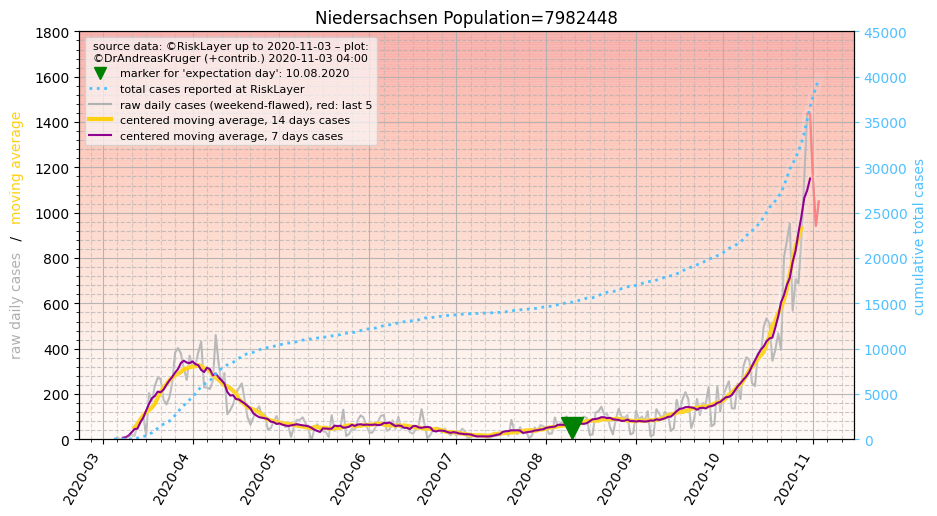 Niedersachsen Population=7982448
source data: ©RiskLayer up to 2020-11-03 – plot:
©DrAndreasKruger (+contrib.) 2020-11-03 04:00
marker for 'expectation day': 10.08.2020
total cases reported at RiskLayer
raw daily cases (weekend-flawed), red: last 5
centered moving average, 14 days cases
centered moving average, 7 days cases
raw daily cases / moving average
1800
1600
1400
1200
1000
800
600
400
200
0
45000
40000
35000
30000
25000
20000
15000
10000
5000
0
cumulative total cases
2020-03
2020-04
2020-05
2020-06
2020-07
2020-08
2020-09
2020-10
2020-11